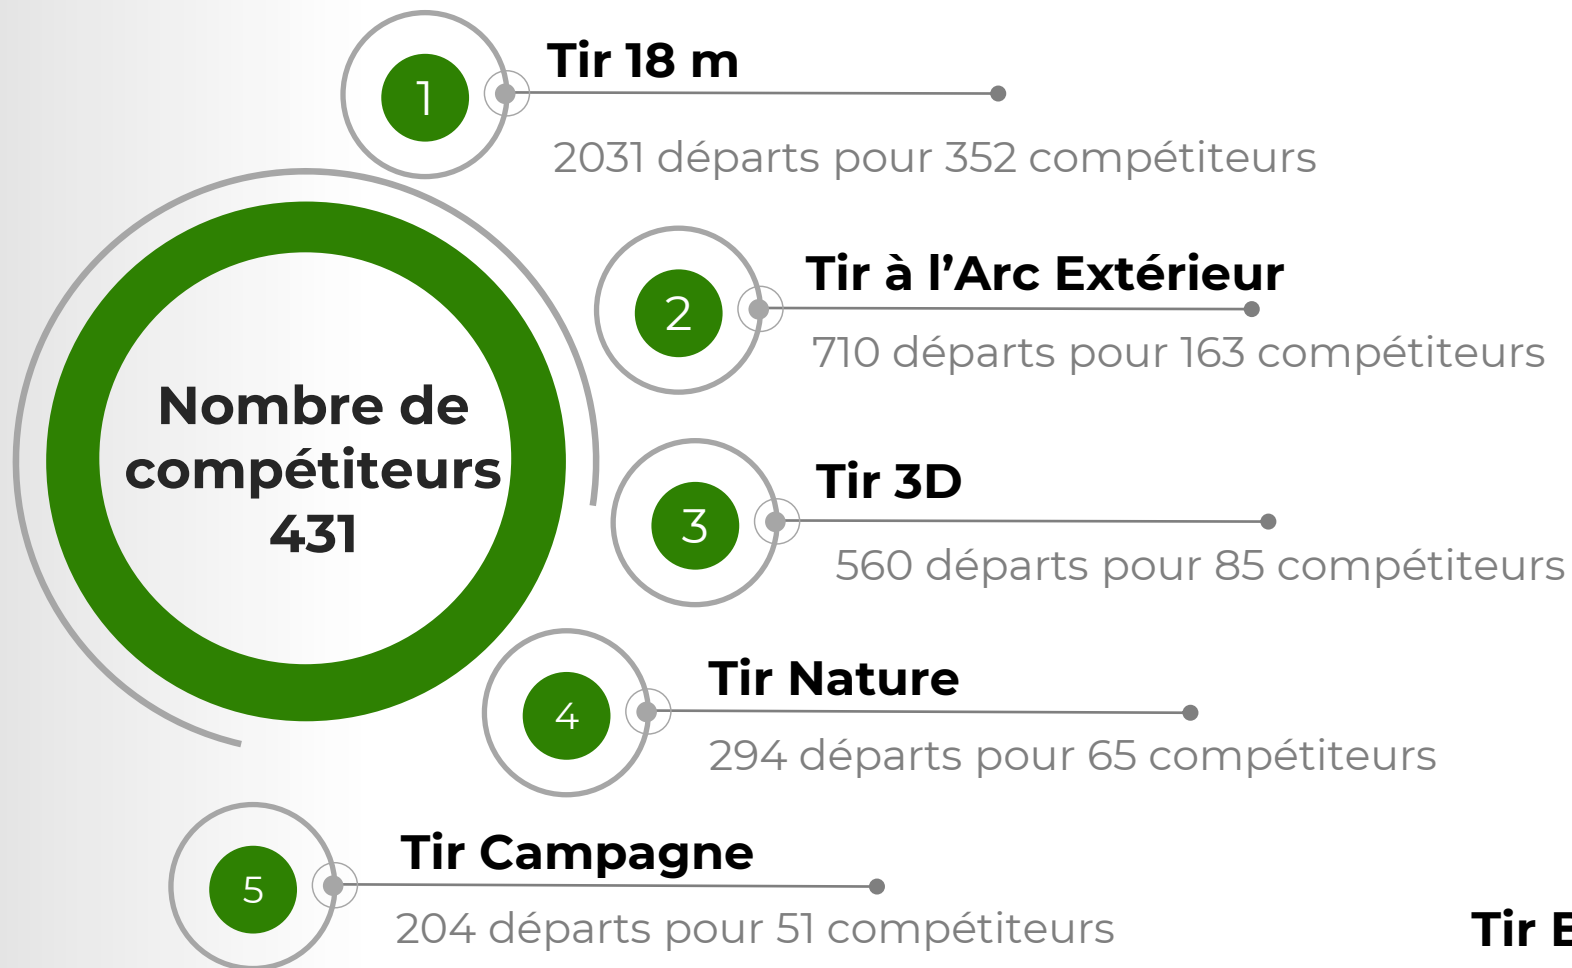 1
Tir 18 m
2031 départs pour 352 compétiteurs
2
Tir à l’Arc Extérieur
710 départs pour 163 compétiteurs
Nombre de
compétiteurs
431
3
Tir 3D
560 départs pour 85 compétiteurs
4
Tir Nature
294 départs pour 65 compétiteurs
5
Tir Campagne
204 départs pour 51 compétiteurs
Tir